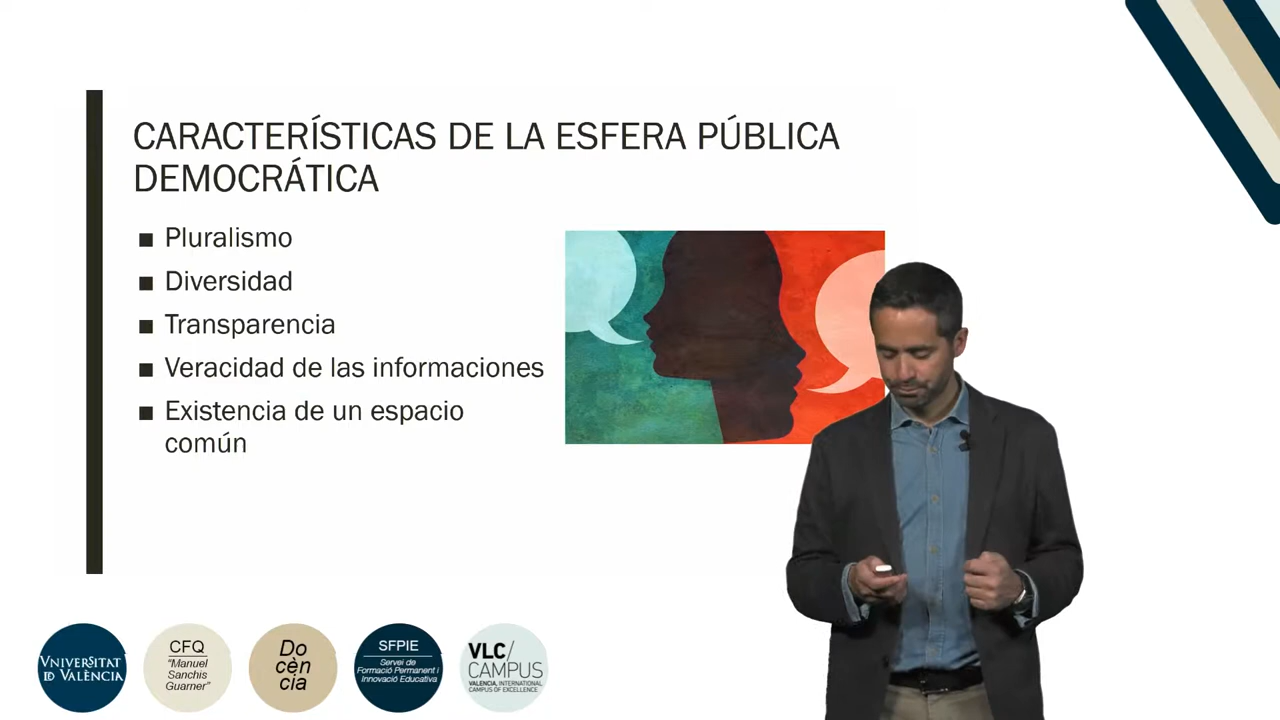 CARACTERÍSTICAS DE LA ESFERA PÚBLICA
DEMOCRÁTICA
■ Pluralismo
■ Diversidad
■ Transparencia
■ Veracidad de las informaciones
■ Existencia de un espacio
común
VNIVERSITAT
ID VALÈNCIA
CFQ
"Manuel
Sanchis
Guarner"
Do
cèn
cia
SFPIE
Servei de
Formació Permanent i
Innovació Educativa
VLC/
CAMPUS
VALENCIA, INTERNATIONAL
CAMPUS OF EXCELLENCE